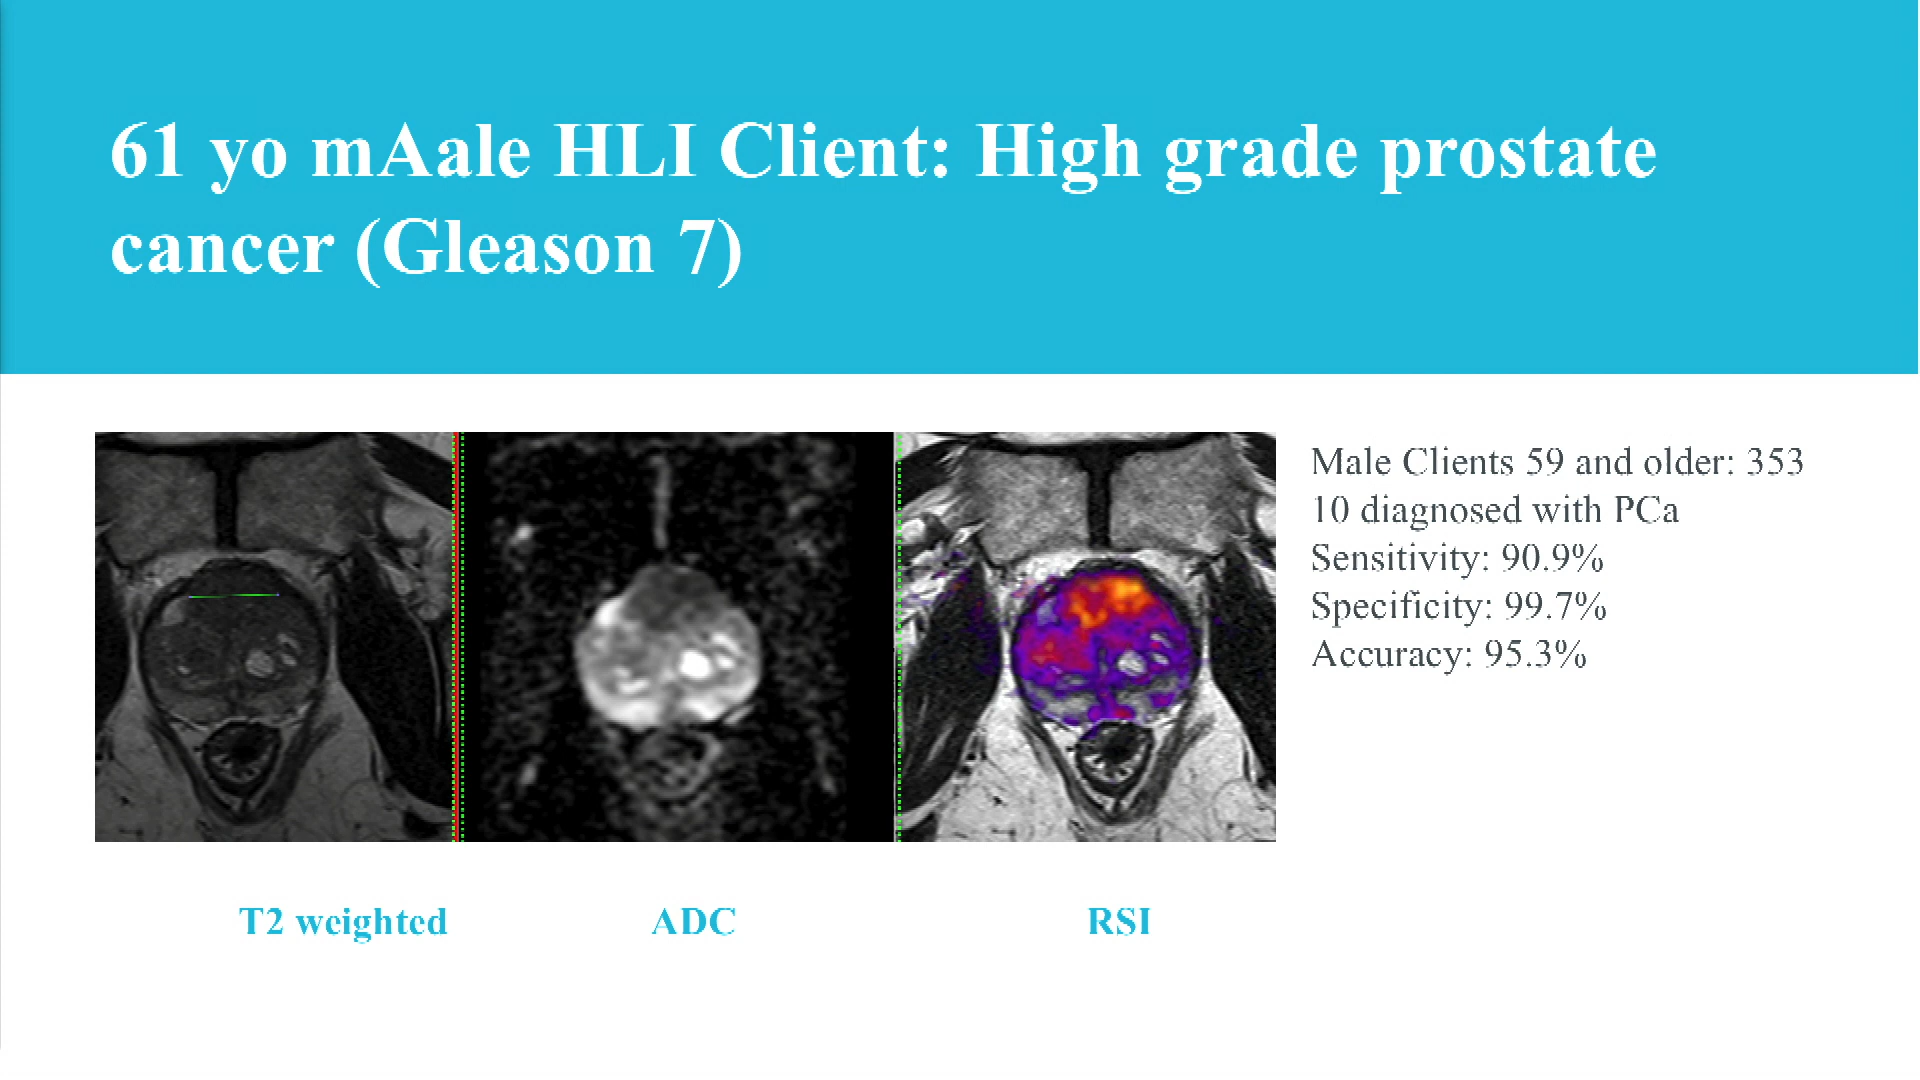 61 yo mAale HLI Client: High grade prostate
cancer (Gleason 7)
Male Clients 59 and older: 353
10 diagnosed with PCa
Sensitivity: 90.9%
Specificity: 99.7%
Accuracy: 95.3%
T2 weighted
ADC
RSI